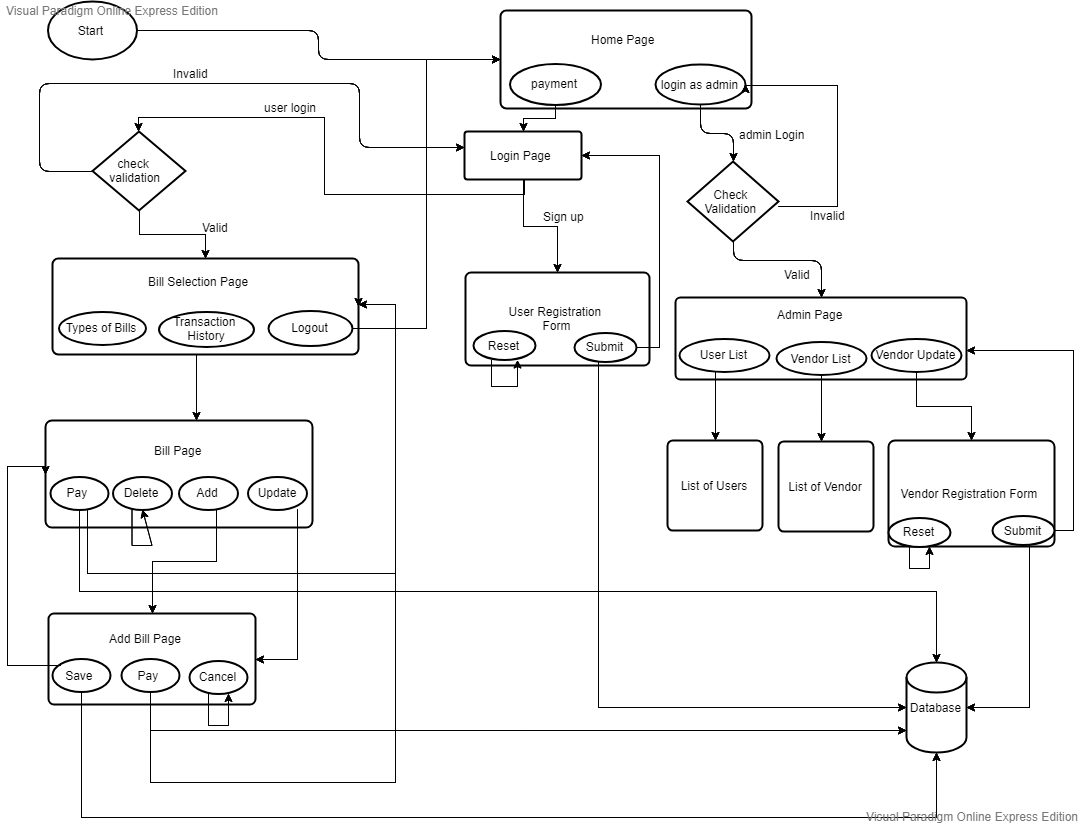 Visual Paradigm Online Express Edition
Start
Home Page
payment
login as admin
Invalid
user login
admin Login
check
validation
Login Page
Check
Validation
Sign up
Invalid
Valid
Valid
Bill Selection Page
Types of Bills
Transaction
History
Logout
User Registration
Form
Reset
Submit
Admin Page
User List
Vendor List
Vendor Update
Bill Page
Pay
Delete
Add
Update
List of Users
List of Vendor
Vendor Registration Form
Reset
Submit
Add Bill Page
Save
Pay
Cancel
Database
Visual Paradigm Online Express Edition